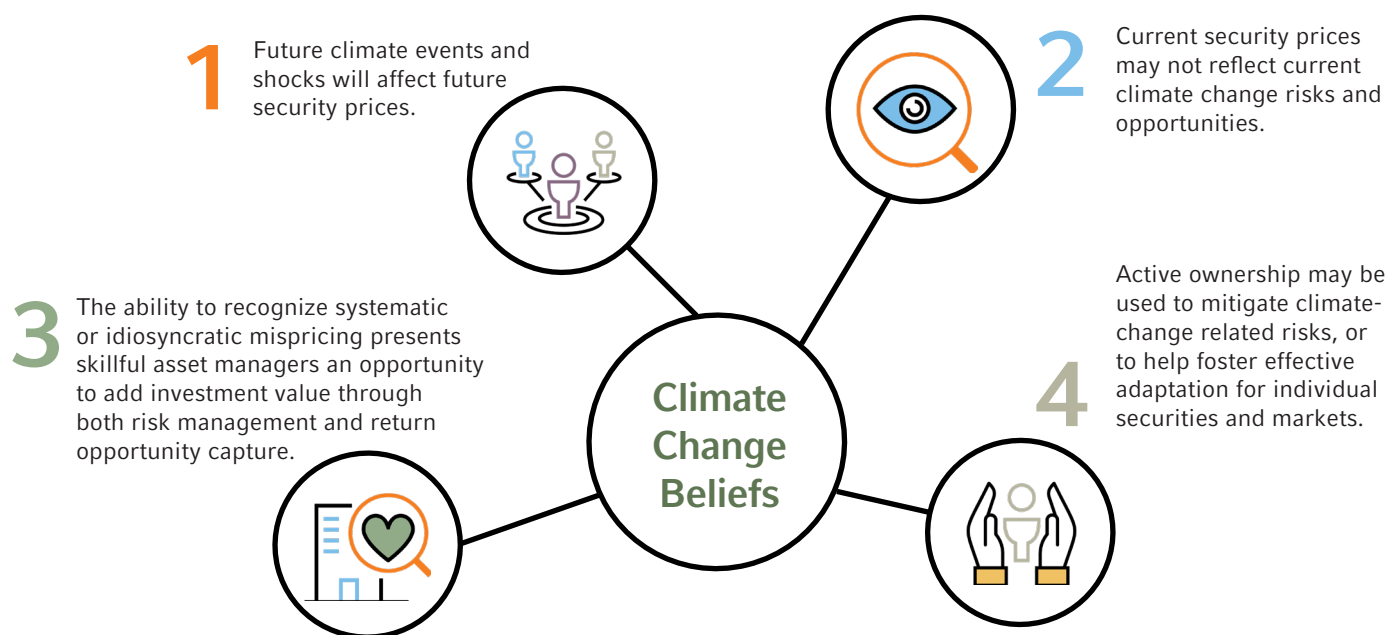 1
Future climate events and
shocks will affect future
security prices.
2
Current security prices
may not reflect current
climate change risks and
opportunities.
3
The ability to recognize systematic
or idiosyncratic mispricing presents
skillful asset managers an opportunity
to add investment value through
both risk management and return
opportunity capture.
4
Active ownership may be
used to mitigate climate-
change related risks, or
to help foster effective
adaptation for individual
securities and markets.
Climate
Change
Beliefs